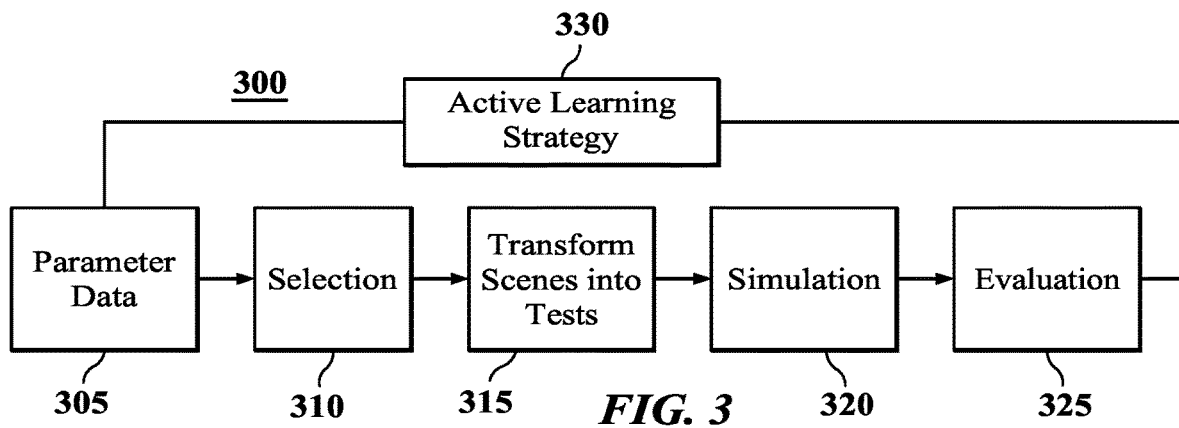 330
300
Active Learning
Strategy
Parameter
Data
Selection
Transform
Scenes into
Tests
Simulation
Evaluation
305
310
315
FIG. 3
320
325